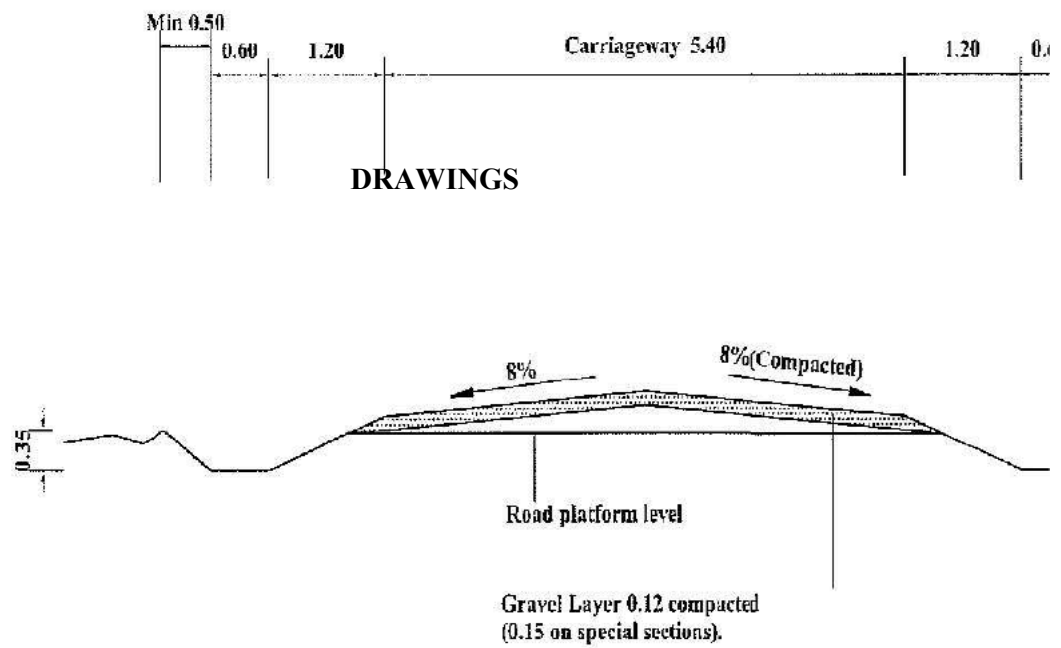 Min 0.50
0.60 1.20 Carriageway 5.40 1.20
DRAWINGS
8% 8%(Compacted)
0.35
Road platform level
Gravel Layer 0.12 compacted
(0.15 on special sections).